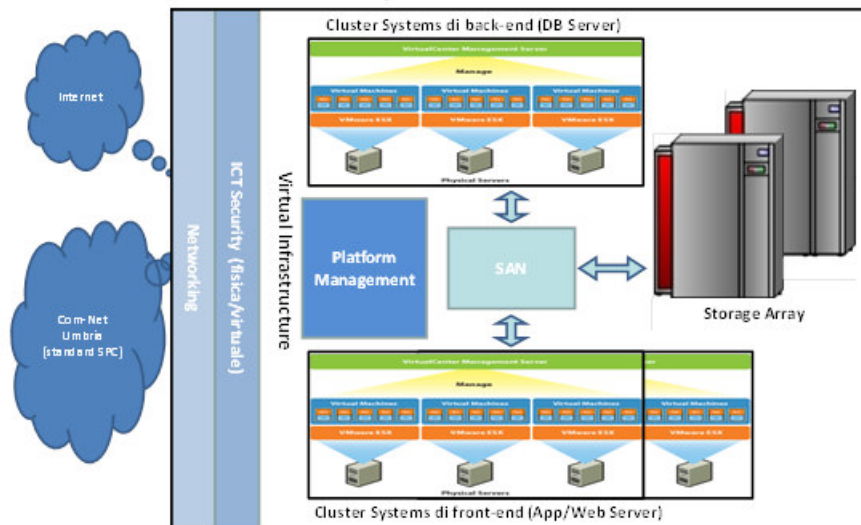 Cluster Systems di back-end (DB Server)
VirtualCenter Management Server
Manage
Virtual Machines
Virtual Machines
Virtual Machines
VMware ESX
VMware ESX
VMware ESX
Physical Servers
Internet
Com-Net
Umbria
(standard SPC)
Networking
ICT Security (fisica/virtuale)
Virtual Infrastructure
Platform
Management
SAN
Storage Array
VirtualCenter Management Server
ver
Manage
Virtual Machines
Virtual Machines
Virtual Machines
Virtual Machines
VMware ESX
VMware ESX
VMware ESX
VMware ESX
Physical Servers
Cluster Systems di front-end (App/Web Server)